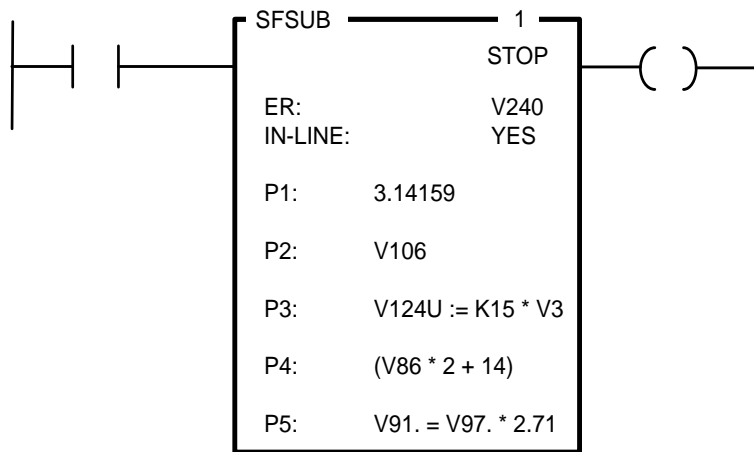 SFSUB 1
STOP
ER: V240
IN-LINE: YES
P1: 3.14159
P2: V106
P3: V124U := K15 * V3
P4: (V86 * 2 + 14)
P5: V91. = V97. * 2.71